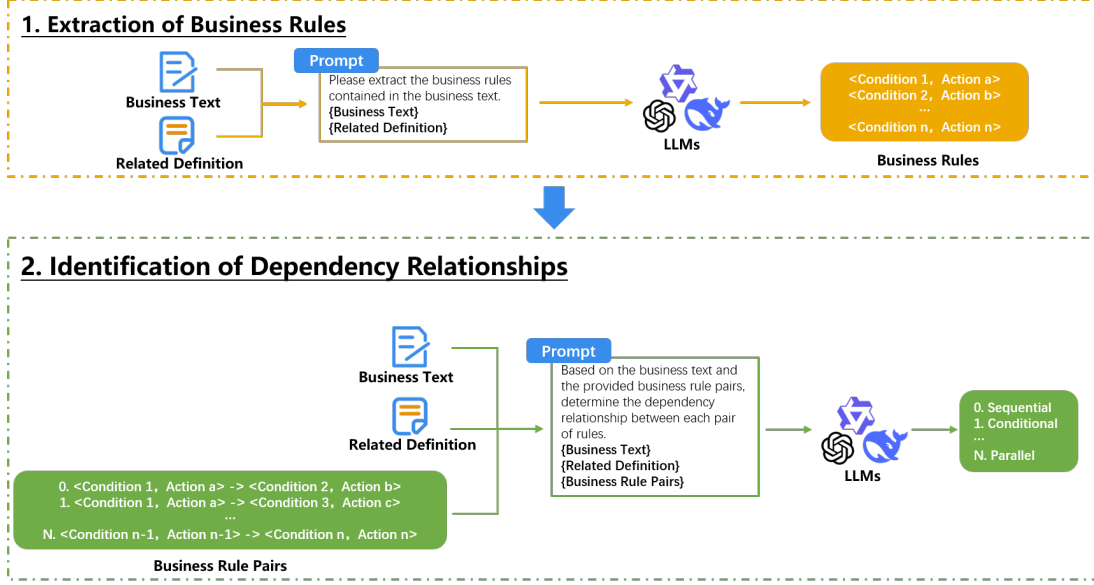 1. Extraction of Business Rules
Business Text
Related Definition
Prompt
Please extract the business rules
contained in the business text.
{Business Text}
{Related Definition}
LLMs
<Condition 1,  Action a>
<Condition 2,  Action b>
...
<Condition n,  Action n>
Business Rules
2. Identification of Dependency Relationships
Business Text
Related Definition
0. <Condition 1,  Action a> -> <Condition 2,  Action b>
1. <Condition 1,  Action a> -> <Condition 3,  Action c>
...
N. <Condition n-1,  Action n-1> -> <Condition n,  Action n>
Business Rule Pairs
Prompt
Based on the business text and
the provided business rule pairs,
determine the dependency
relationship between each pair
of rules.
{Business Text}
{Related Definition}
{Business Rule Pairs}
LLMs
0. Sequential
1. Conditional
...
N. Parallel